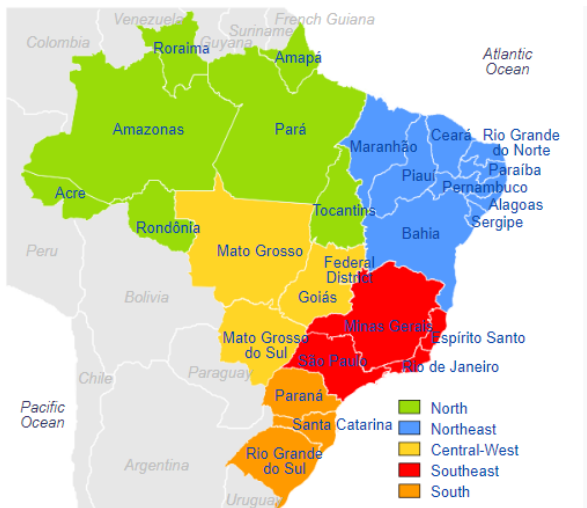 Venezuela
French Guiana
Suriname
Colombia
Guyana
Roraima
Amapá
Atlantic
Ocean
Amazonas
Pará
Ceará
Rio Grande
do Norte
Maranhão
Paraíba
Piauí
Pernambuco
Acre
Alagoas
Tocantins
Sergipe
Rondônia
Bahia
Peru
Mato Grosso
Federal
District
Bolivia
Goiás
Minas Gerais
Mato Grosso
do Sul
Espírito Santo
São Paulo
Rio de Janeiro
Paraguay
Chile
Paraná
Pacific
Ocean
Santa Catarina
Rio Grande
do Sul
Argentina
Uruguay
North
Northeast
Central-West
Southeast
South